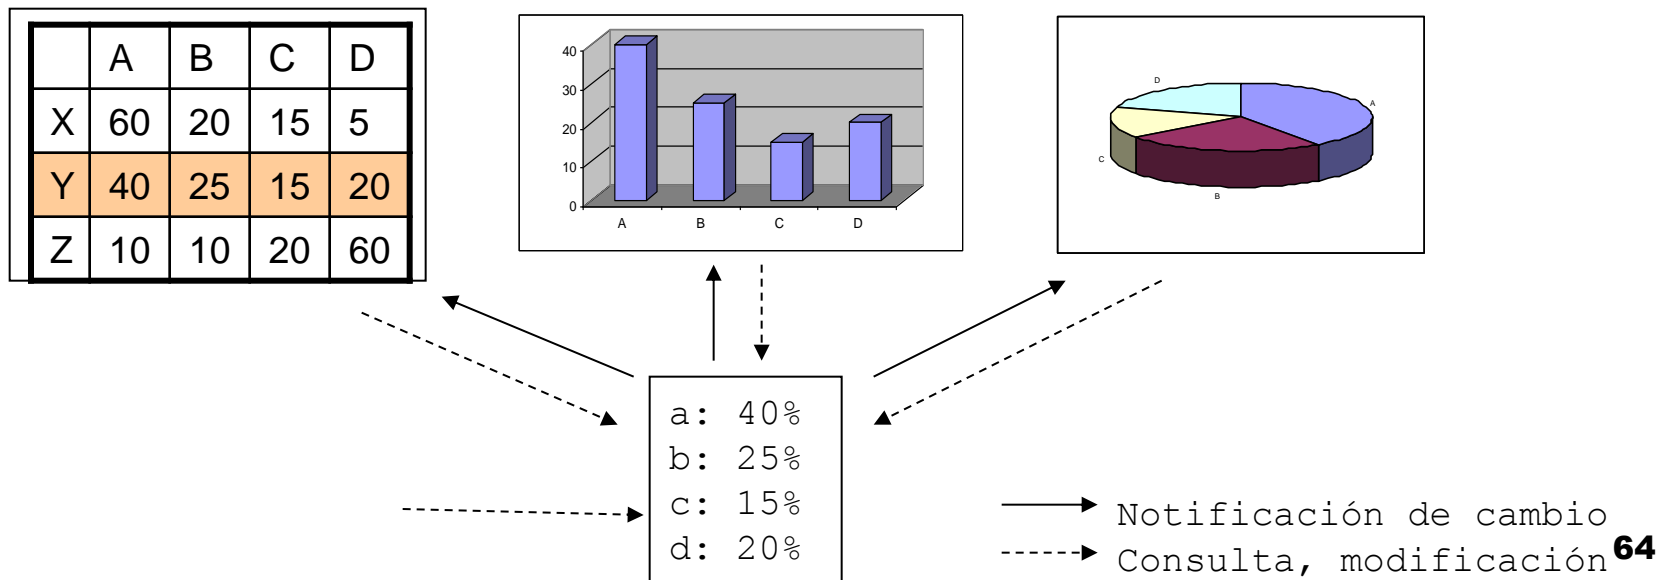 A B C D
X 60 20 15 5
Y 40 25 15 20
Z 10 10 20 60
40
30
20
10
0
A B C D
D
A
C
B
a: 40%
b: 25%
c: 15%
d: 20%
Notificación de cambio
Consulta, modificación
64